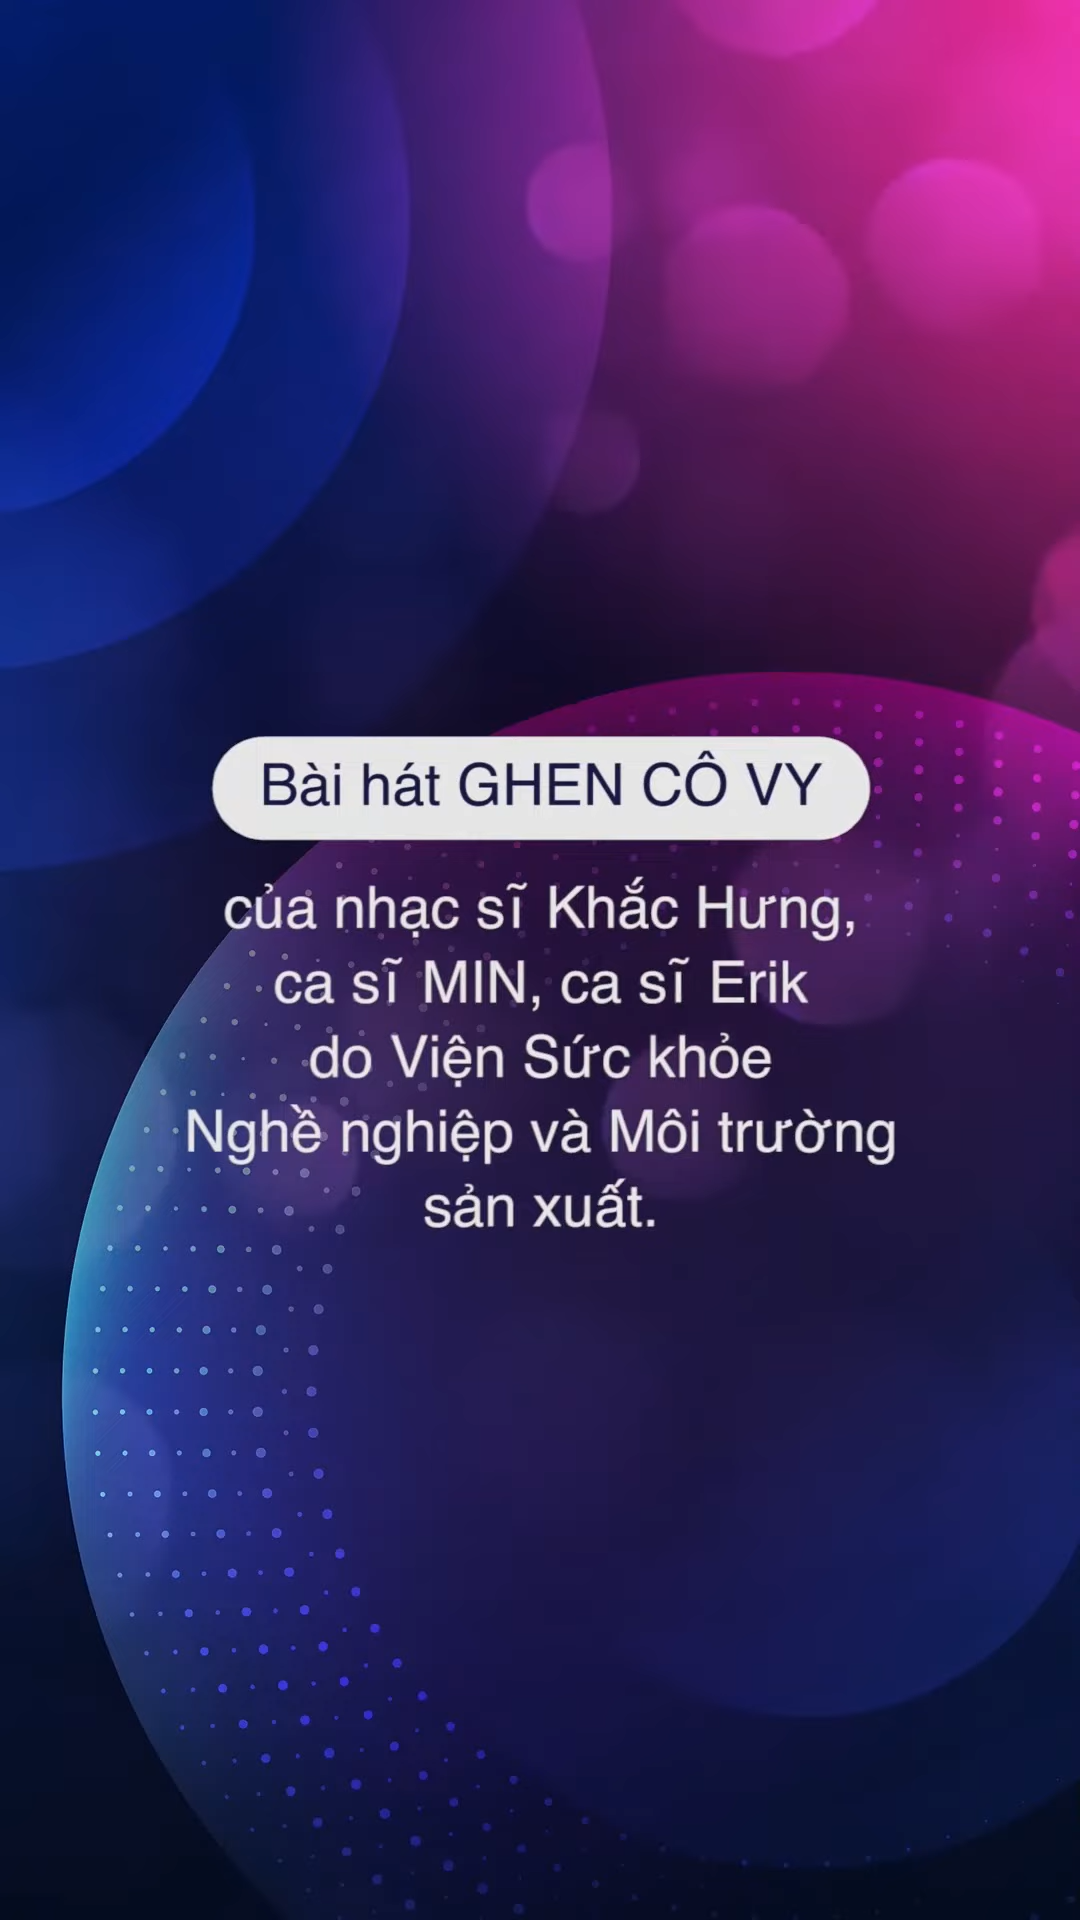 Bài hát GHEN CÔ VY
của nhạc sĩ Khắc Hưng,
ca sĩ MIN, ca sĩ Erik
do Viện Sức khỏe
Nghề nghiệp và Môi trường
sản xuất.